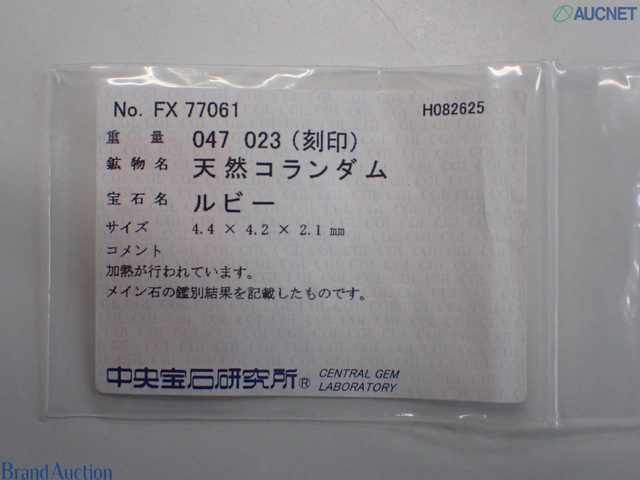 AUCNET
No. FX 77061 H082625
重量 047 023 (刻印)
鉱物名 天然コランダム
宝石名 ルビー
サイズ 4.4 × 4.2 × 2.1 mm
コメント
加熱が行われています。
メイン石の鑑別結果を記載したものです。
中央宝石研究所® CENTRAL GEM
LABORATORY
Brand Auction